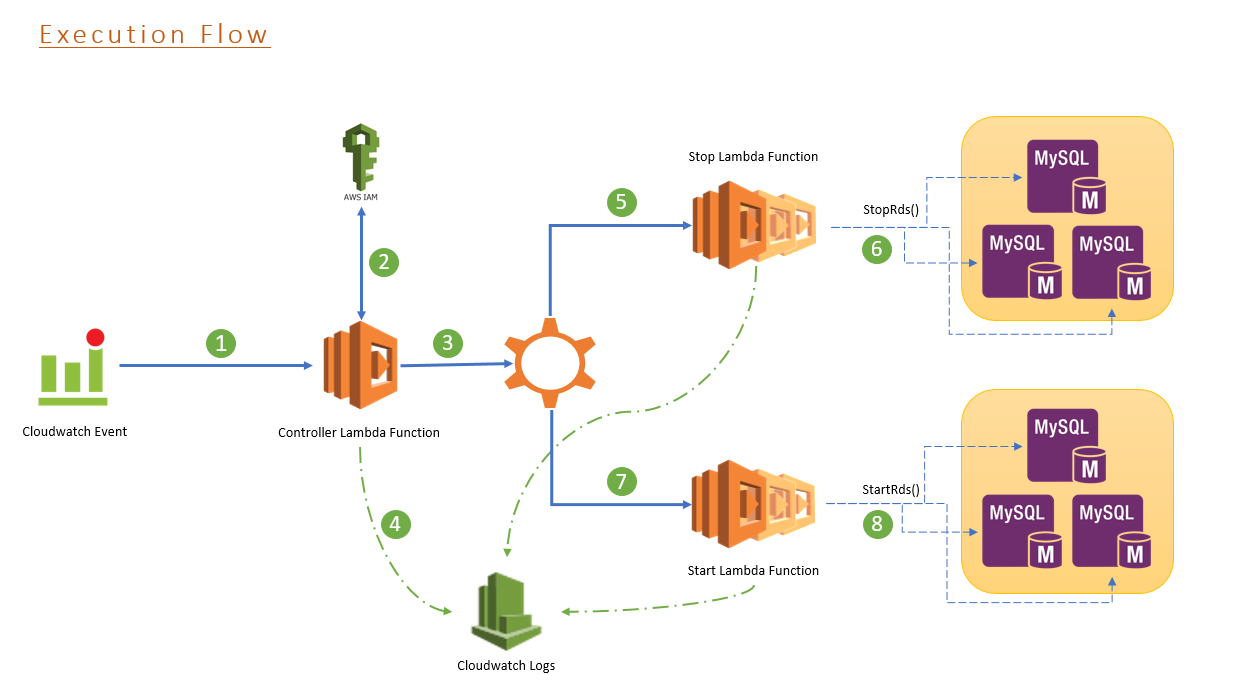 Execution Flow
AWS IAM
2
Cloudwatch Event
1
Controller Lambda Function
3
4
Cloudwatch Logs
5
Stop Lambda Function
StopRds()
6
MySQL
M
MySQL
M
MySQL
M
7
Start Lambda Function
StartRds()
8
MySQL
M
MySQL
M
MySQL
M